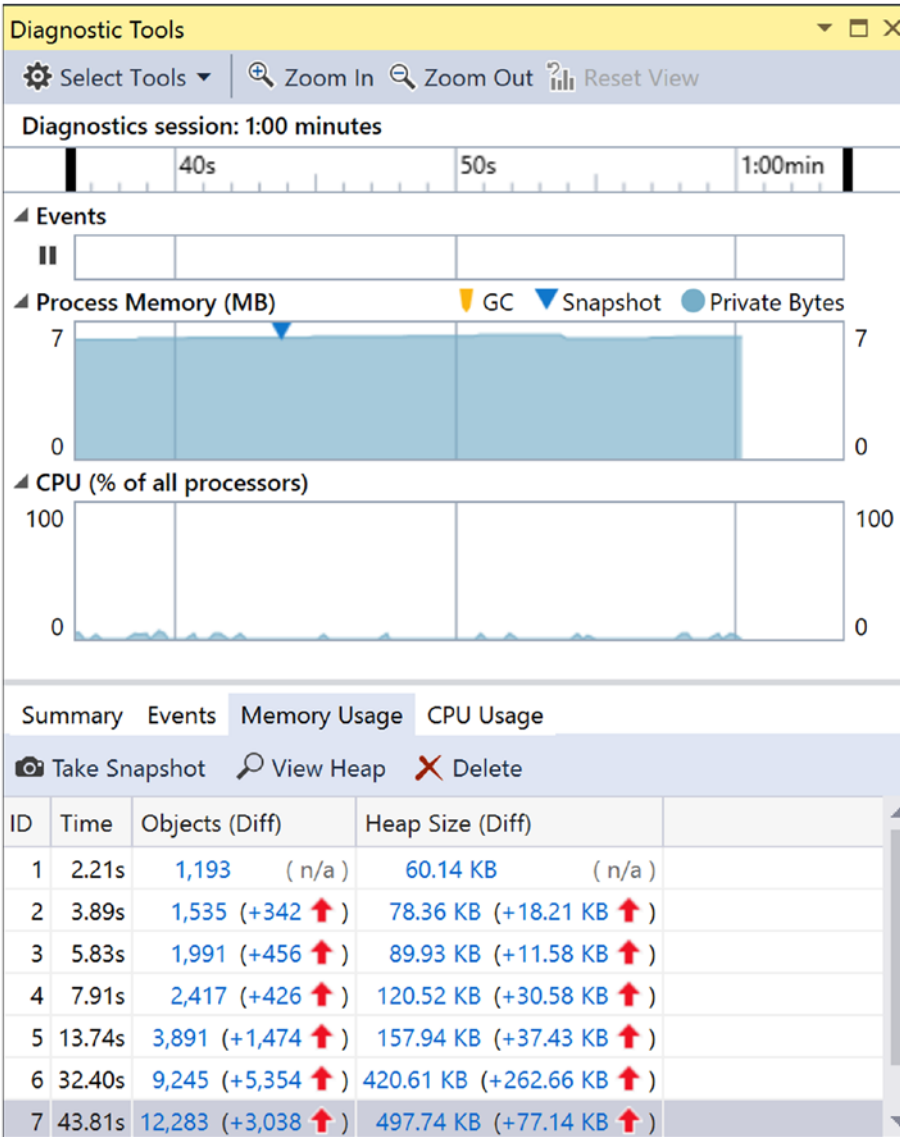 Diagnostic Tools
Select Tools Zoom In Zoom Out Reset View
Diagnostics session: 1:00 minutes
40s 50s 1:00min
Events
Process Memory (MB) GC Snapshot Private Bytes
7 7
0 0
CPU (% of all processors)
100 100
0 0
Summary Events Memory Usage CPU Usage
Take Snapshot View Heap Delete
ID Time Objects (Diff) Heap Size (Diff)
1 2.21s 1,193 (n/a) 60.14 KB (n/a)
2 3.89s 1,535 (+342 ) 78.36 KB (+18.21 KB )
3 5.83s 1,991 (+456 ) 89.93 KB (+11.58 KB )
4 7.91s 2,417 (+426 ) 120.52 KB (+30.58 KB )
5 13.74s 3,891 (+1,474 ) 157.94 KB (+37.43 KB )
6 32.40s 9,245 (+5,354 ) 420.61 KB (+262.66 KB )
7 43.81s 12,283 (+3,038 ) 497.74 KB (+77.14 KB )